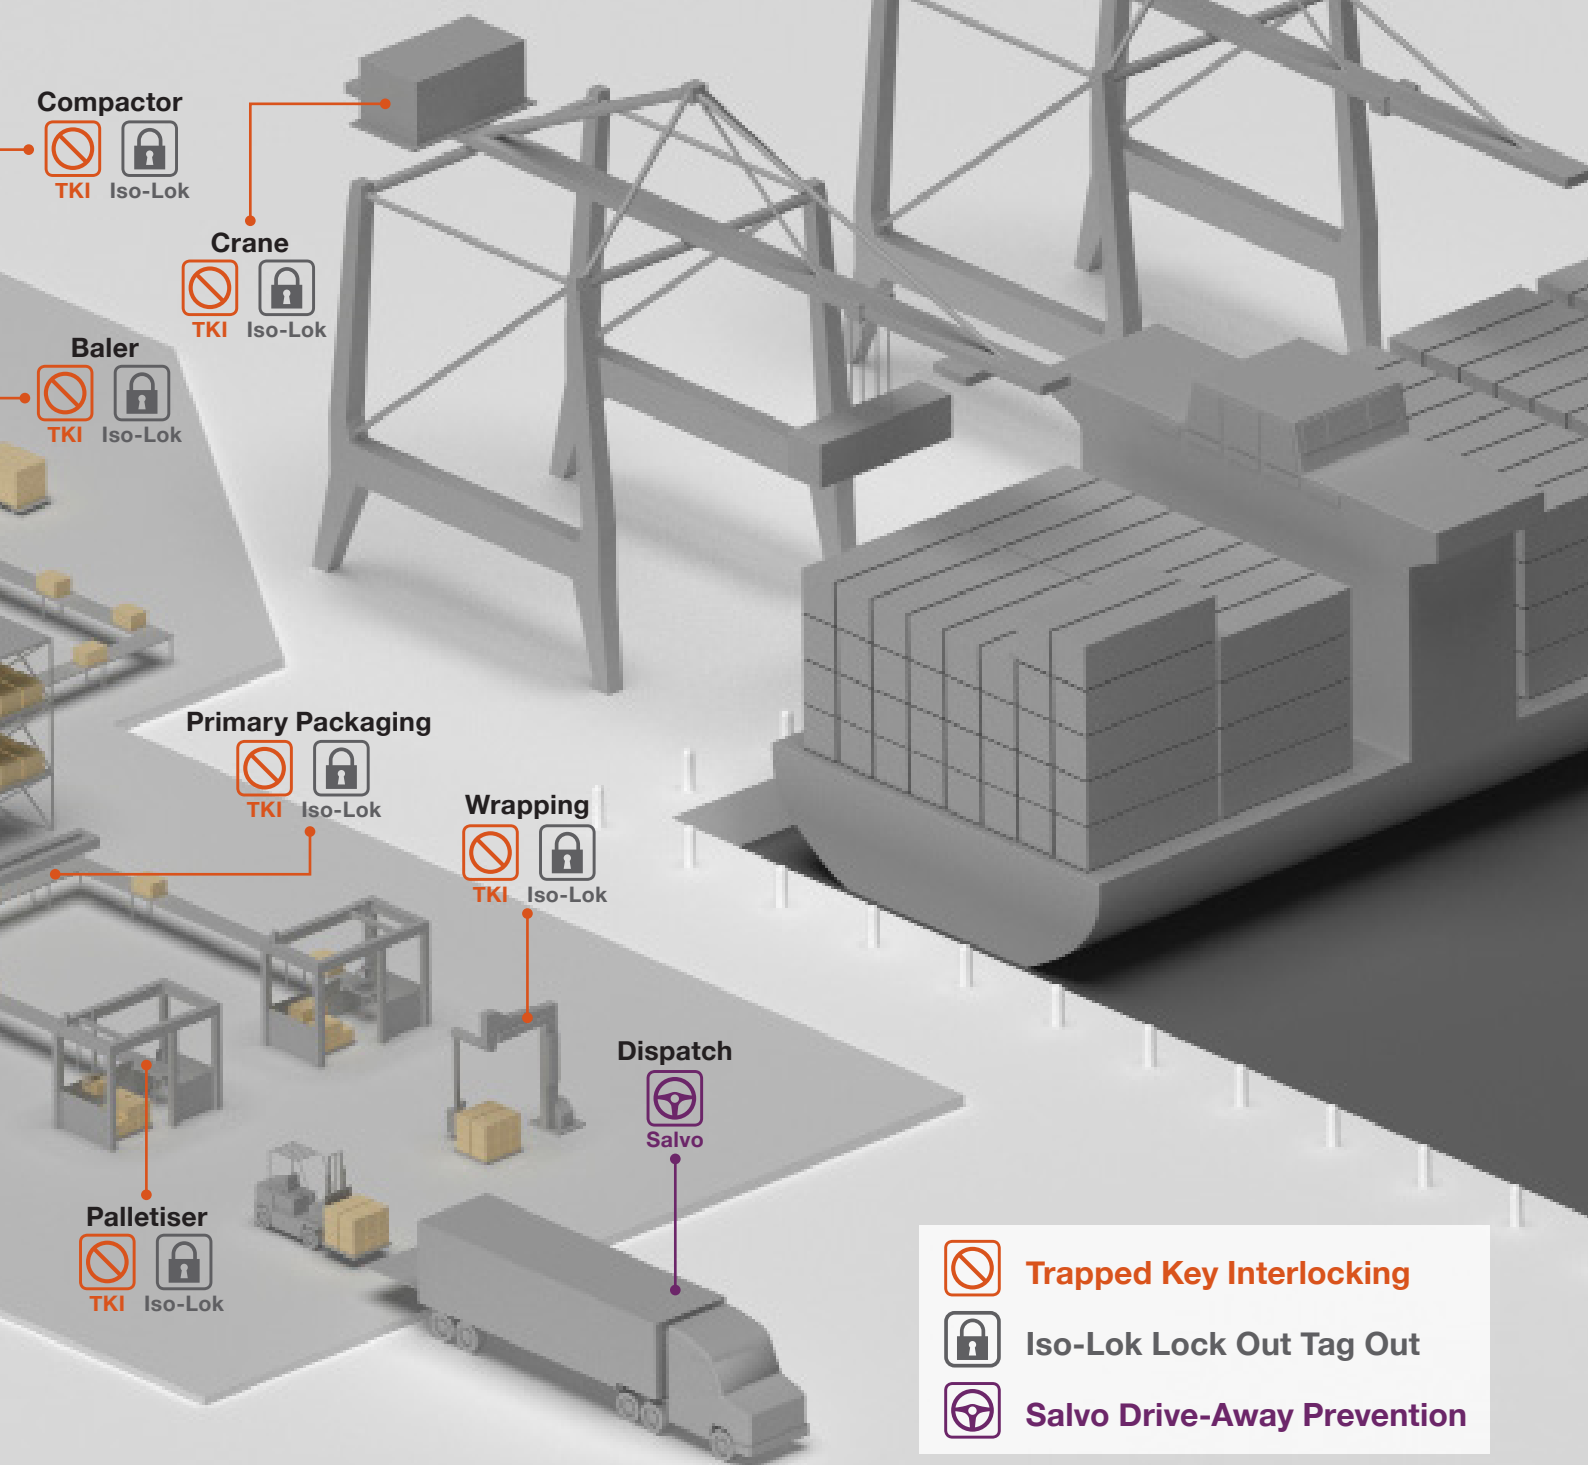 Compactor
TKI Iso-Lok
Crane
TKI Iso-Lok
Baler
TKI Iso-Lok
Primary Packaging
TKI Iso-Lok
Wrapping
TKI Iso-Lok
Dispatch
Salvo
Palletiser
TKI Iso-Lok
Trapped Key Interlocking
Iso-Lok Lock Out Tag Out
Salvo Drive-Away Prevention